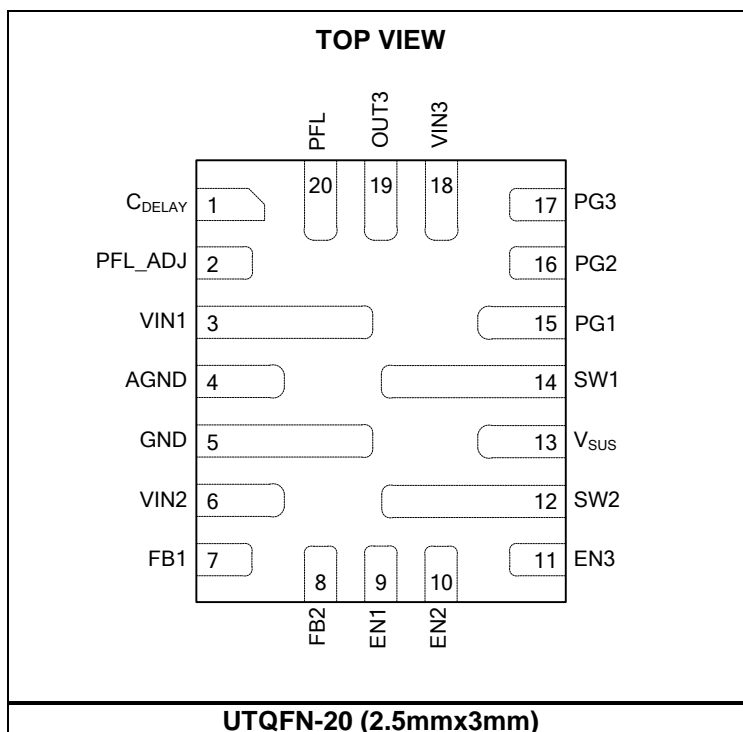 TOP VIEW
PFL
OUT3
VIN3
20
19
18
C_DELAY 1
17 PG3
PFL_ADJ 2
16 PG2
VIN1 3
15 PG1
AGND 4
14 SW1
GND 5
13 V_SUS
VIN2 6
12 SW2
FB1 7
11 EN3
8
9
10
FB2
EN1
EN2
UTQFN-20 (2.5mmx3mm)